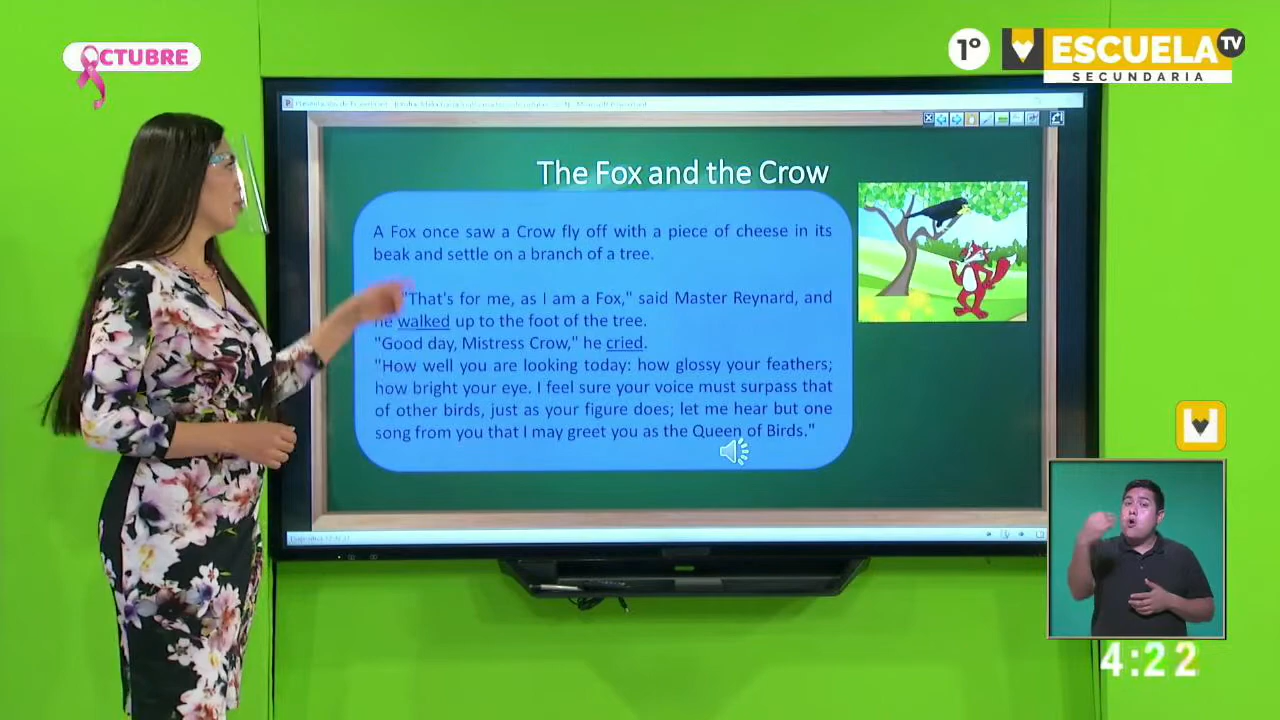 OCTUBRE
1º
ESCUELA TV
SECUNDARIA
The Fox and the Crow
A Fox once saw a Crow fly off with a piece of cheese in its
beak and settle on a branch of a tree.
"That's for me, as I am a Fox," said Master Reynard, and
he walked up to the foot of the tree.
"Good day, Mistress Crow," he cried.
"How well you are looking today: how glossy your feathers;
how bright your eye. I feel sure your voice must surpass that
of other birds, just as your figure does; let me hear but one
song from you that I may greet you as the Queen of Birds."
4:22